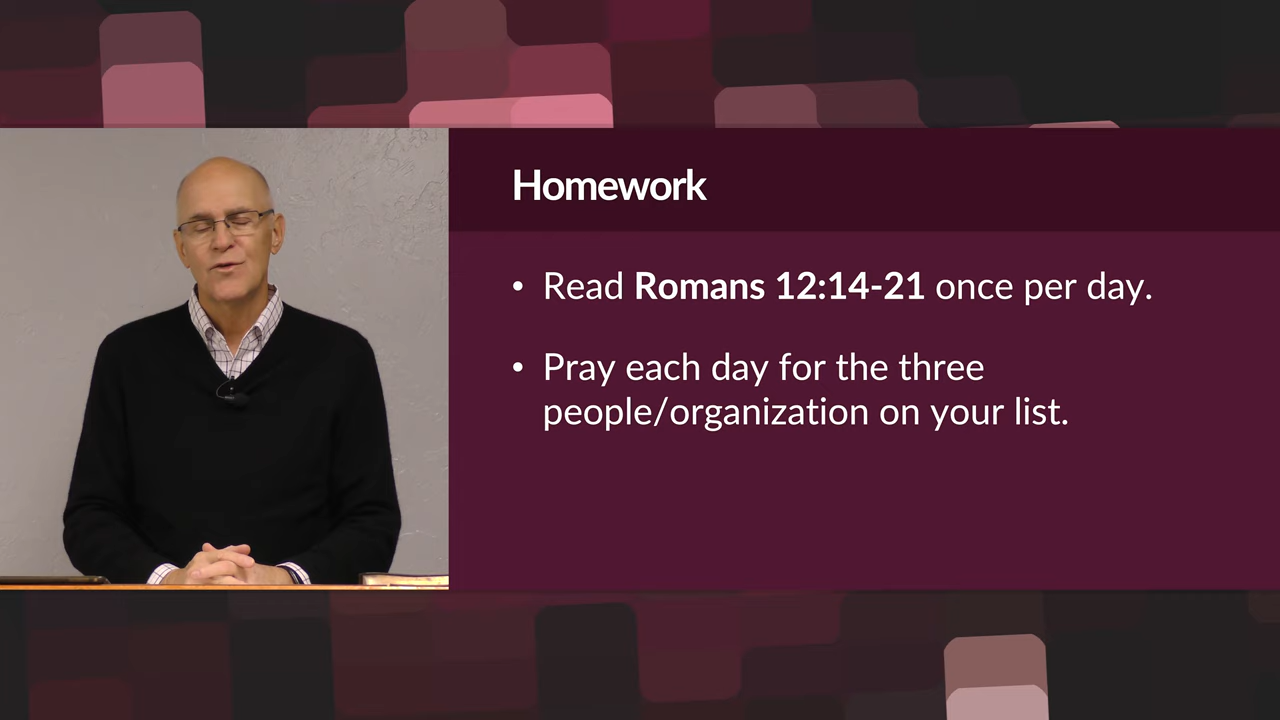 Homework
• Read Romans 12:14-21 once per day.
• Pray each day for the three
people/organization on your list.